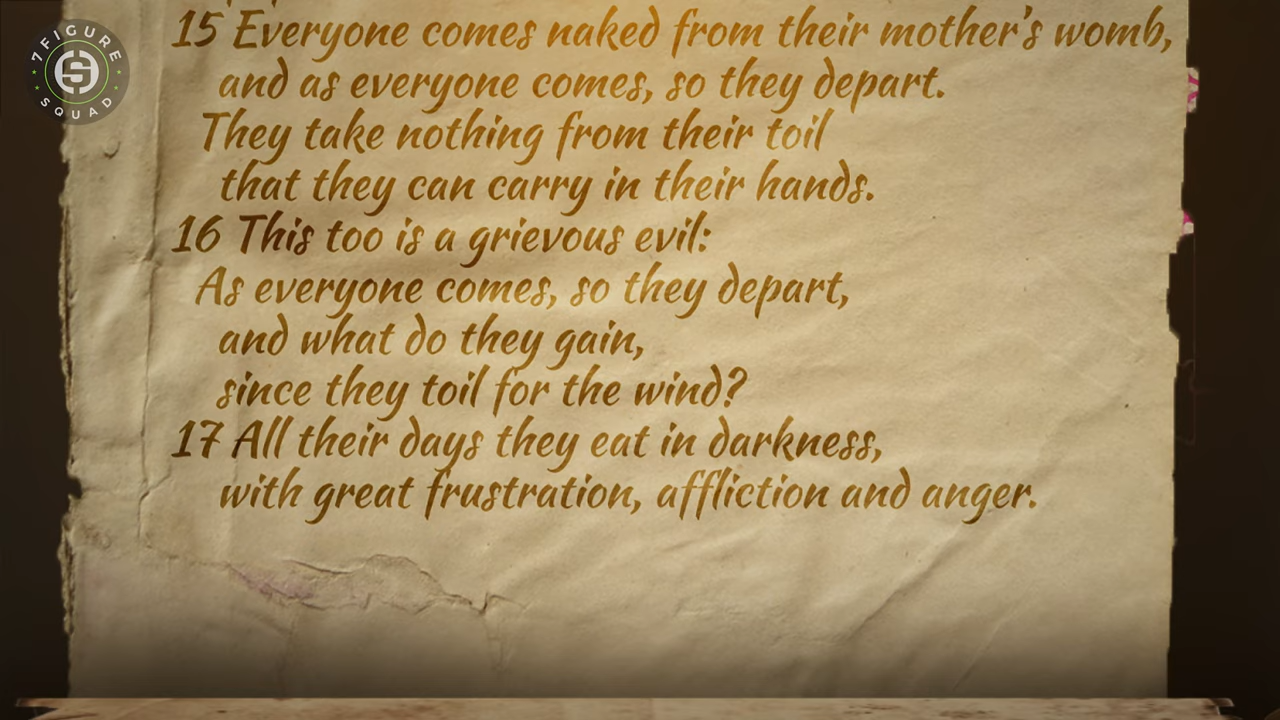 7FIGURE
SQUAD
15 Everyone comes naked from their mother's womb,
and as everyone comes, so they depart.
They take nothing from their toil
that they can carry in their hands.
16 This too is a grievous evil:
As everyone comes, so they depart,
and what do they gain,
since they toil for the wind?
17 All their days they eat in darkness,
with great frustration, affliction and anger.